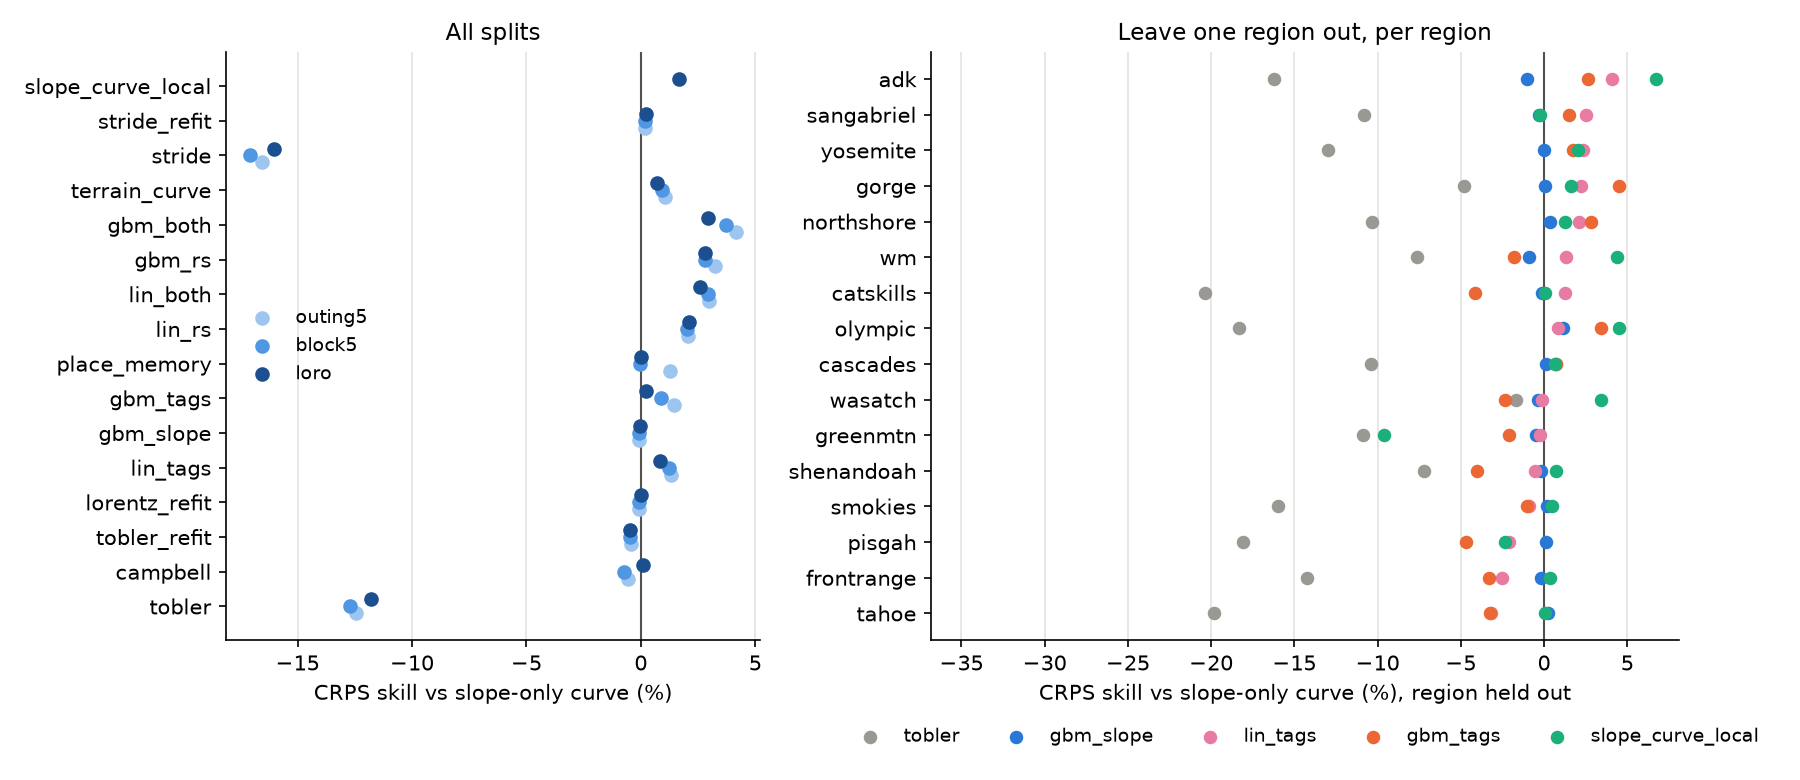 All splits
slope_curve_local
stride_refit
stride
terrain_curve
gbm_both
gbm_rs
lin_both
lin_rs
place_memory
gbm_tags
gbm_slope
lin_tags
lorentz_refit
tobler_refit
campbell
tobler
outing5
block5
loro
−15 −10 −5 0 5
CRPS skill vs slope-only curve (%)
Leave one region out, per region
adk
sangabriel
yosemite
gorge
northshore
wm
catskills
olympic
cascades
wasatch
greenmtn
shenandoah
smokies
pisgah
frontrange
tahoe
−35 −30 −25 −20 −15 −10 −5 0 5
CRPS skill vs slope-only curve (%), region held out
tobler gbm_slope lin_tags gbm_tags slope_curve_local